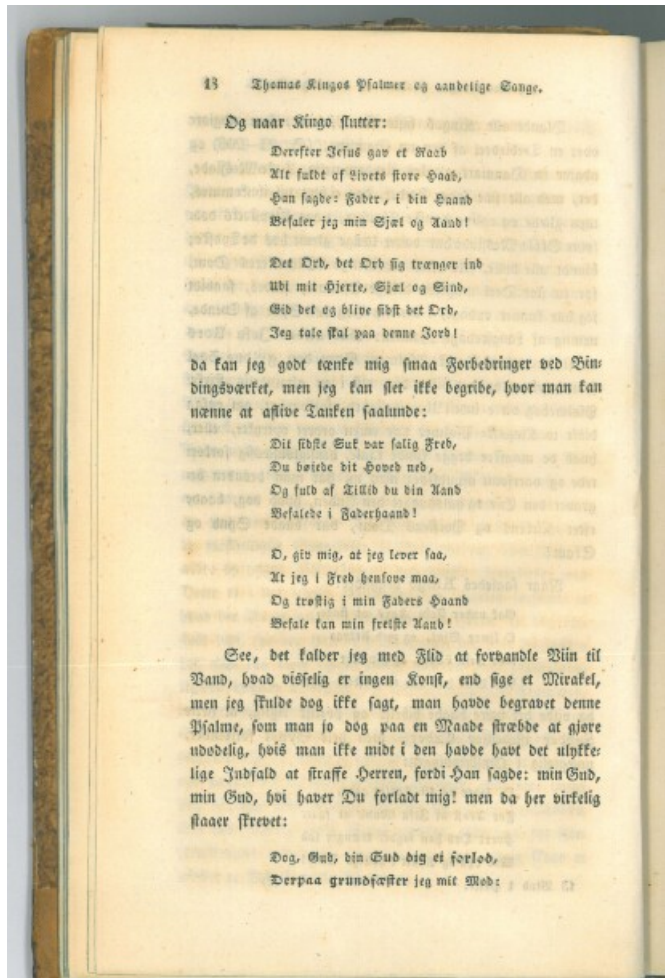 18 Thomas Kingos Psalmer og aandelige Sange.
Og naar Kingo slutter:
Derefter Jesus gav et Raab
Alt fuldt af Livets store Haab,
Han sagde: Fader, i din Haand
Befaler jeg min Sjæl og Aand!
Det Ord, det Ord sig trænger ind
Udi mit Hjerte, Sjæl og Sind,
Gid det og blive sidst det Ord,
Jeg tale skal paa denne Jord!
da kan jeg godt tænke mig smaa Forbedringer ved Bin-
dingsværket, men jeg kan slet ikke begribe, hvor man kan
nænne at aflive Tanken saalunde:
Dit sidste Suk var salig Fred,
Du bøiede dit Hoved ned,
Og fuld af Tillid du din Aand
Befalede i Faderhaand!
O, giv mig, at jeg lever saa,
At jeg i Fred hensove maa,
Og trøstig i min Faders Haand
Befale kan min frelste Aand!
See, det kalder jeg med Flid at forvandle Viin til
Vand, hvad visselig er ingen Konst, end sige et Mirakel,
men jeg skulde dog ikke sagt, man havde begravet denne
Psalme, som man jo dog paa en Maade stræbde at gjøre
udødelig, hvis man ikke midt i den havde havt det ulykke-
lige Indfald at straffe Herren, fordi Han sagde: min Gud,
min Gud, hvi haver Du forladt mig! men da her virkelig
staaer skrevet:
Dog, Gud, din Gud dig ei forlod,
Derpaa grundfæster jeg mit Mod: